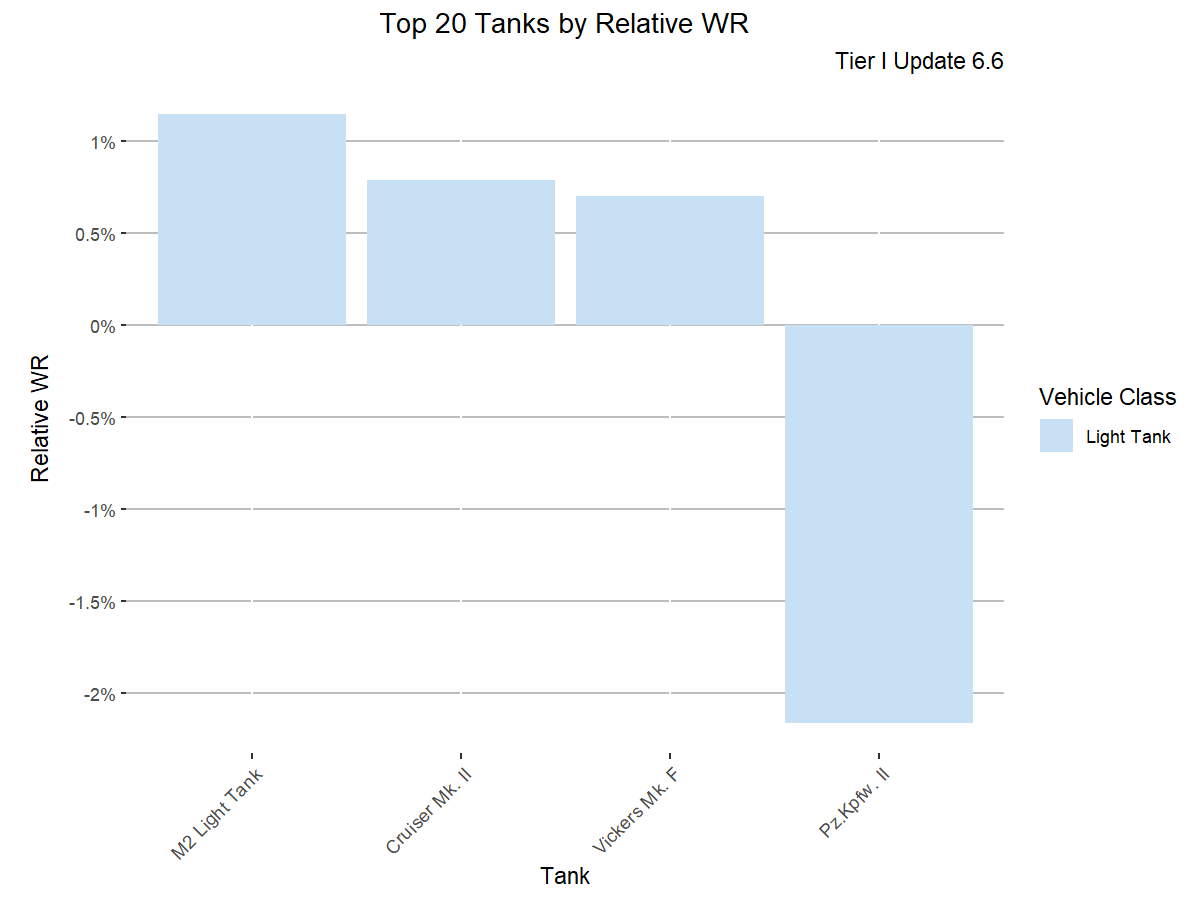 Top 20 Tanks by Relative WR
Tier I Update 6.6
1%
0.5%
0%
-0.5%
-1%
-1.5%
-2%
Relative WR
M2 Light Tank
Cruiser Mk. II
Vickers Mk. F
Pz.Kpfw. II
Tank
Vehicle Class
Light Tank